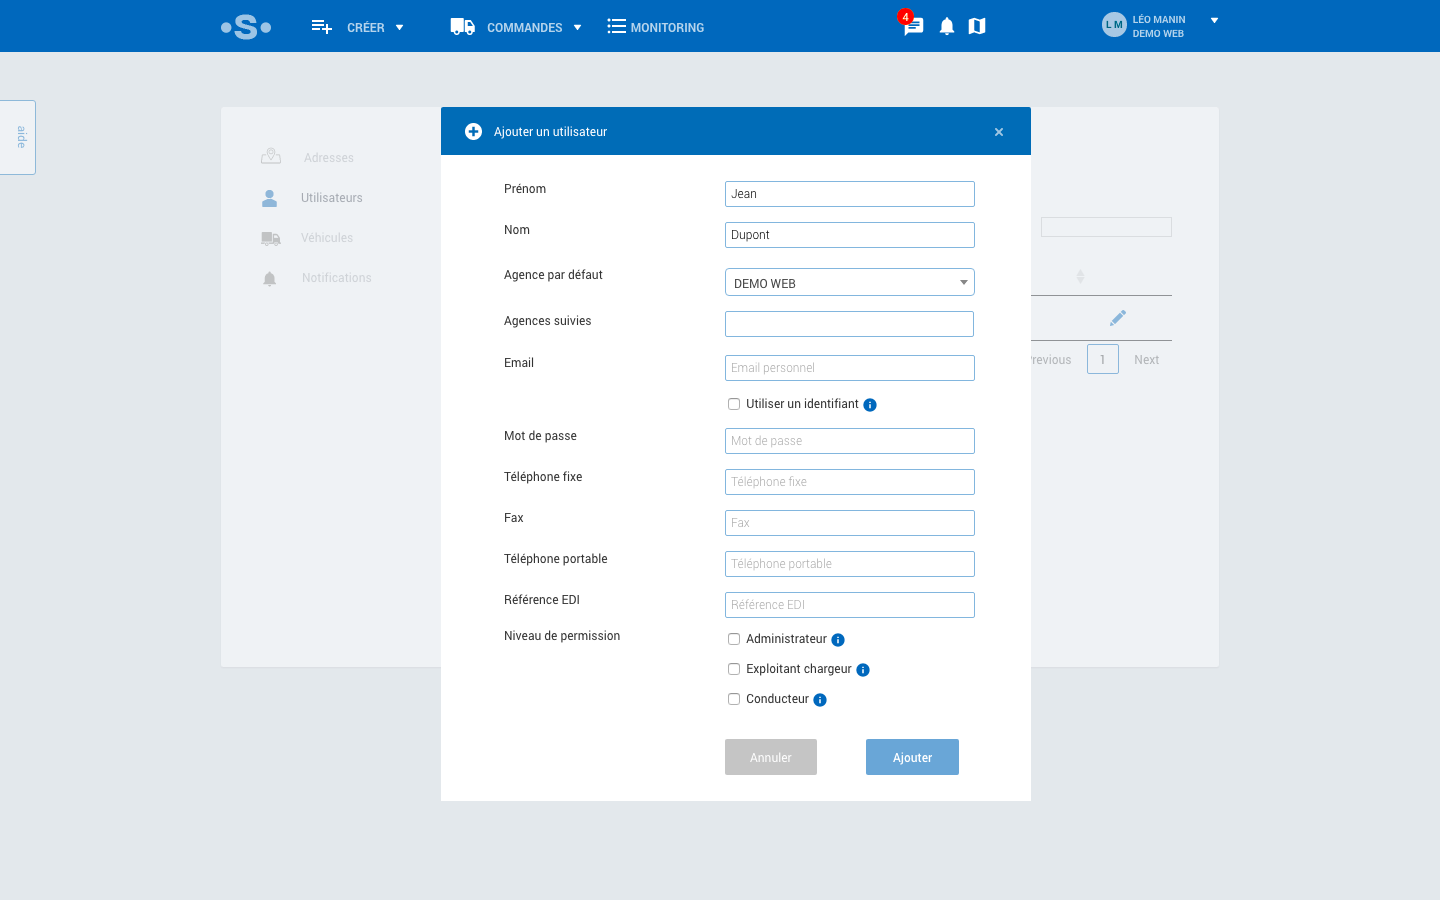 S
CRÉER
COMMANDES
MONITORING
4
L M
LÉO MANIN
DEMO WEB
aide
Adresses
Utilisateurs
Véhicules
Notifications
Ajouter un utilisateur
×
Prénom
Jean
Nom
Dupont
Agence par défaut
DEMO WEB
Agences suivies
Email
Email personnel
Utiliser un identifiant
Mot de passe
Mot de passe
Téléphone fixe
Téléphone fixe
Fax
Fax
Téléphone portable
Téléphone portable
Référence EDI
Référence EDI
Niveau de permission
Administrateur
Exploitant chargeur
Conducteur
Annuler
Ajouter
revious
1
Next